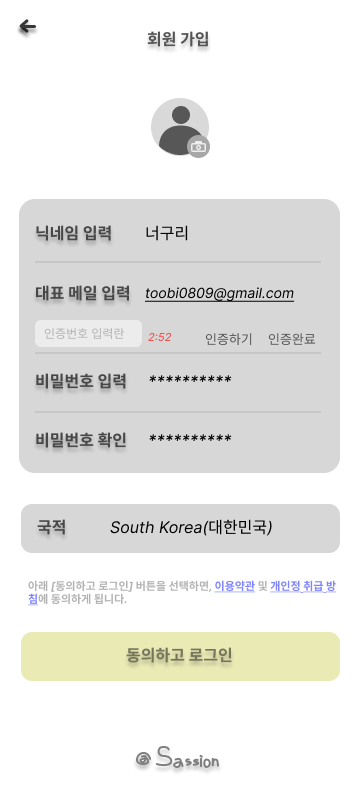 회원 가입
닉네임 입력 너구리
대표 메일 입력 toobi0809@gmail.com
인증번호 입력란 2:52 인증하기 인증완료
비밀번호 입력 **********
비밀번호 확인 **********
국적 South Korea(대한민국)
아래 [동의하고 로그인] 버튼을 선택하면, 이용약관 및 개인정 취급 방
침에 동의하게 됩니다.
동의하고 로그인
@ Sassion